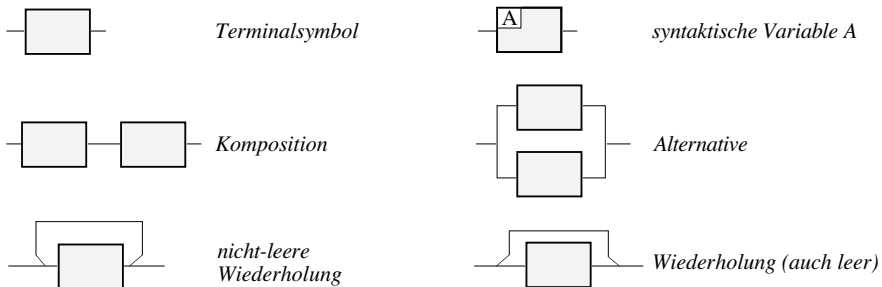 Terminalsymbol
A
syntaktische Variable A
Komposition
Alternative
nicht-leere
Wiederholung
Wiederholung (auch leer)